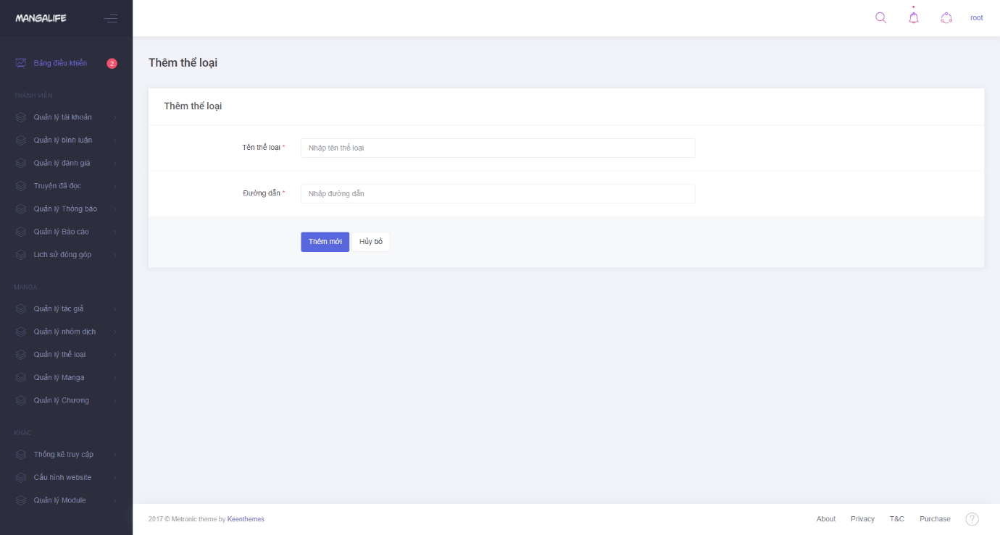 MANGALIFE
root
Bảng điều khiển 2
THÀNH VIÊN
Quản lý tài khoản
Quản lý bình luận
Quản lý đánh giá
Truyện đã đọc
Quản lý Thông báo
Quản lý Báo cáo
Lịch sử đóng góp
MANGA
Quản lý tác giả
Quản lý nhóm dịch
Quản lý thể loại
Quản lý Manga
Quản lý Chương
KHÁC
Thống kê truy cập
Cấu hình website
Quản lý Module
Thêm thể loại
Thêm thể loại
Tên thể loại * Nhập tên thể loại
Đường dẫn * Nhập đường dẫn
Thêm mới Hủy bỏ
2017 © Metronic theme by Keenthemes
About Privacy T&C Purchase ?